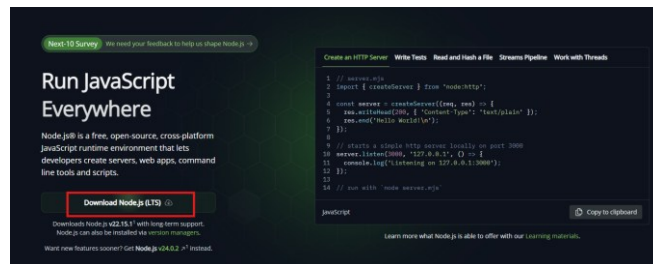 Next-10 Survey We need your feedback to help us shape Node.js →
Run JavaScript
Everywhere
Node.js® is a free, open-source, cross-platform
JavaScript runtime environment that lets
developers create servers, web apps, command
line tools and scripts.
Download Node.js (LTS)
Downloads Node.js v22.15.1¹ with long-term support.
Node.js can also be installed via version managers.
Want new features sooner? Get Node.js v24.0.2 ↗¹ instead.
Create an HTTP Server Write Tests Read and Hash a File Streams Pipeline Work with Threads
1 // server.mjs
2 import { createServer } from 'node:http';
3
4 const server = createServer((req, res) => {
5 res.writeHead(200, { 'Content-Type': 'text/plain' });
6 res.end('Hello World!\n');
7 });
8
9 // starts a simple http server locally on port 3000
10 server.listen(3000, '127.0.0.1', () => {
11 console.log('Listening on 127.0.0.1:3000');
12 });
13
14 // run with `node server.mjs`
JavaScript Copy to clipboard
Learn more what Node.js is able to offer with our Learning materials.